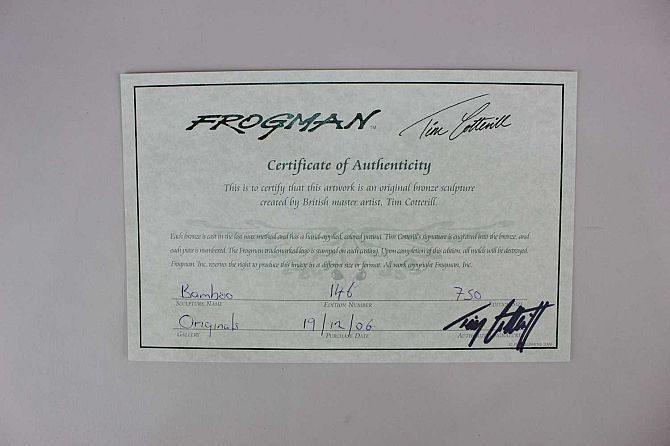 FROGMAN™ Tim Cotterill
Certificate of Authenticity
This is to certify that this artwork is an original bronze sculpture
created by British master artist, Tim Cotterill.
Each bronze is cast in the lost wax method and has a hand-applied, colored patina. Tim Cotterill's signature is engraved into the bronze, and
each piece is numbered. The Frogman trademarked logo is stamped on each casting. Upon completion of this edition, all molds will be destroyed.
Frogman, Inc. reserves the right to produce this image in a different size or format. All work copyright Frogman, Inc.
Bamboo 146 750
SCULPTURE NAME EDITION NUMBER
Originals 19/12/06 Tim Cotterill
GALLERY PURCHASE DATE